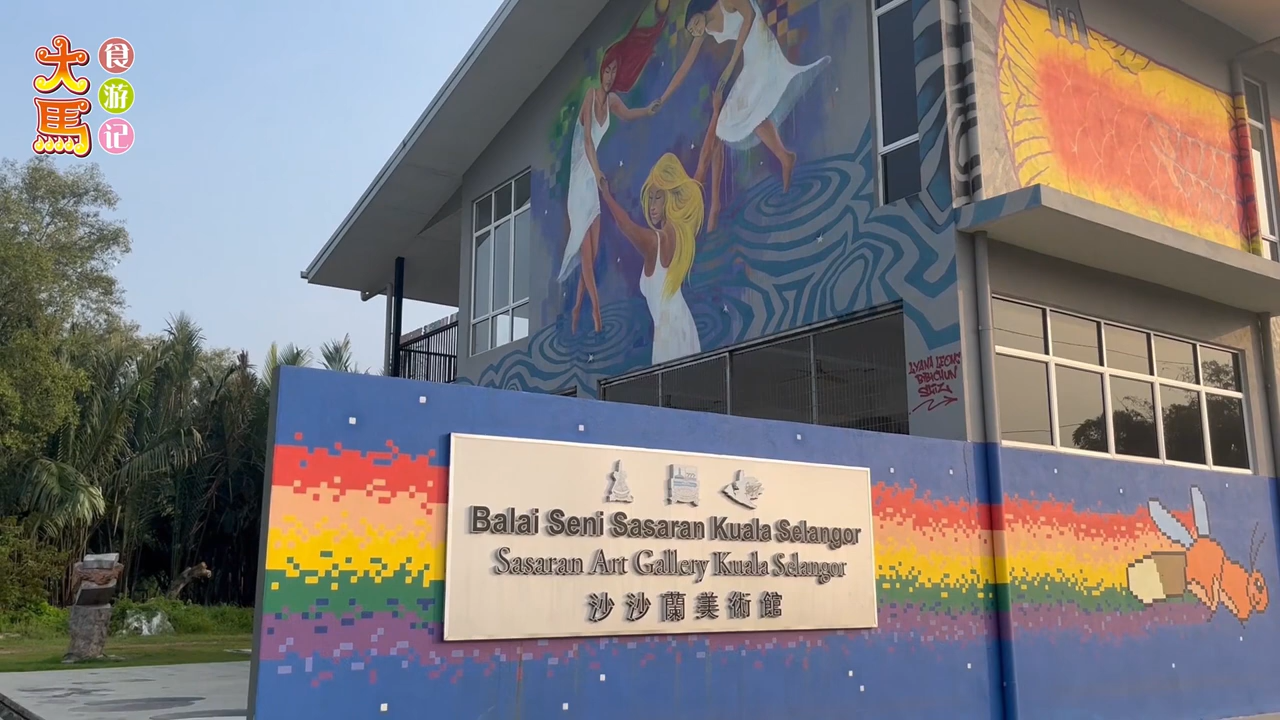 大馬
食游记
Balai Seni Sasaran Kuala Selangor
Sasaran Art Gallery Kuala Selangor
沙沙蘭美術館